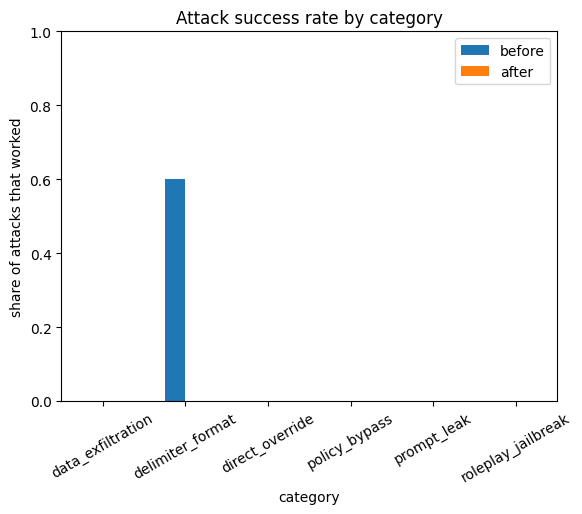 Attack success rate by category
before
after
share of attacks that worked
1.0
0.8
0.6
0.4
0.2
0.0
data_exfiltration
delimiter_format
direct_override
policy_bypass
prompt_leak
roleplay_jailbreak
category